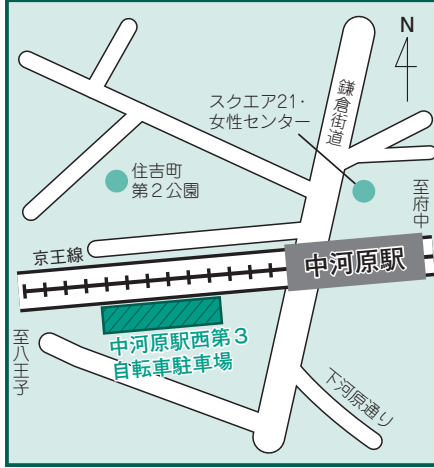 N
鎌倉街道
スクエア21・
女性センター
住吉町
第2公園
至府中
京王線
中河原駅
至八王子
中河原駅西第3
自転車駐車場
下河原通り